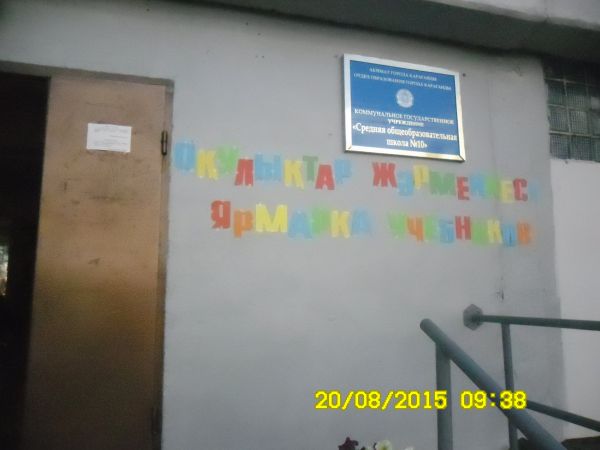 АКИМАТ ГОРОДА КАРАГАНДЫ
ОТДЕЛ ОБРАЗОВАНИЯ ГОРОДА КАРАГАНДЫ
КОММУНАЛЬНОЕ ГОСУДАРСТВЕННОЕ
УЧРЕЖДЕНИЕ
«Средняя общеобразовательная
школа №10»
ОКУЛЫКТАР ЖӘРМЕҢКЕСІ
ЯРМАРКА УЧЕБНИКОВ
20/08/2015 09:38